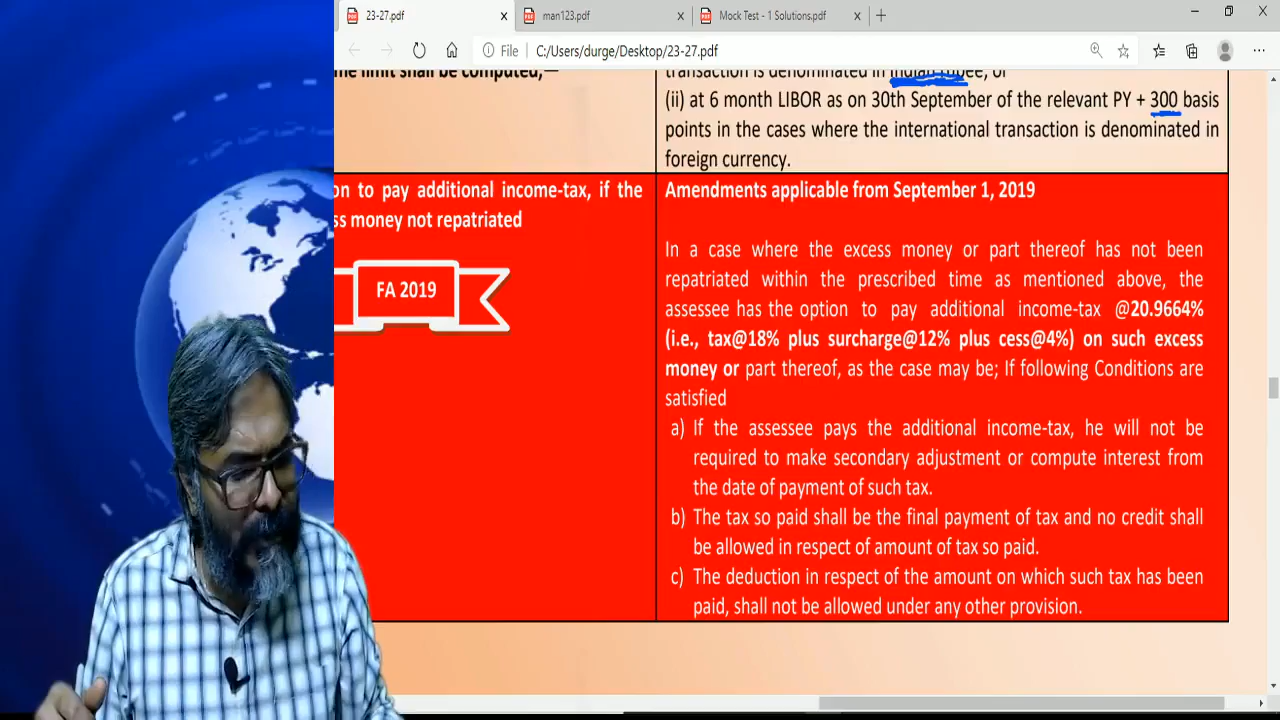 23-27.pdf
man123.pdf
Mock Test - 1 Solutions.pdf
File C:/Users/durge/Desktop/23-27.pdf
me limit shall be computed,—
transaction is denominated in Indian rupee; or
(ii) at 6 month LIBOR as on 30th September of the relevant PY + 300 basis
points in the cases where the international transaction is denominated in
foreign currency.
on to pay additional income-tax, if the
ss money not repatriated
FA 2019
Amendments applicable from September 1, 2019
In a case where the excess money or part thereof has not been
repatriated within the prescribed time as mentioned above, the
assessee has the option to pay additional income-tax @20.9664%
(i.e., tax@18% plus surcharge@12% plus cess@4%) on such excess
money or part thereof, as the case may be; If following Conditions are
satisfied
a) If the assessee pays the additional income-tax, he will not be
required to make secondary adjustment or compute interest from
the date of payment of such tax.
b) The tax so paid shall be the final payment of tax and no credit shall
be allowed in respect of amount of tax so paid.
c) The deduction in respect of the amount on which such tax has been
paid, shall not be allowed under any other provision.